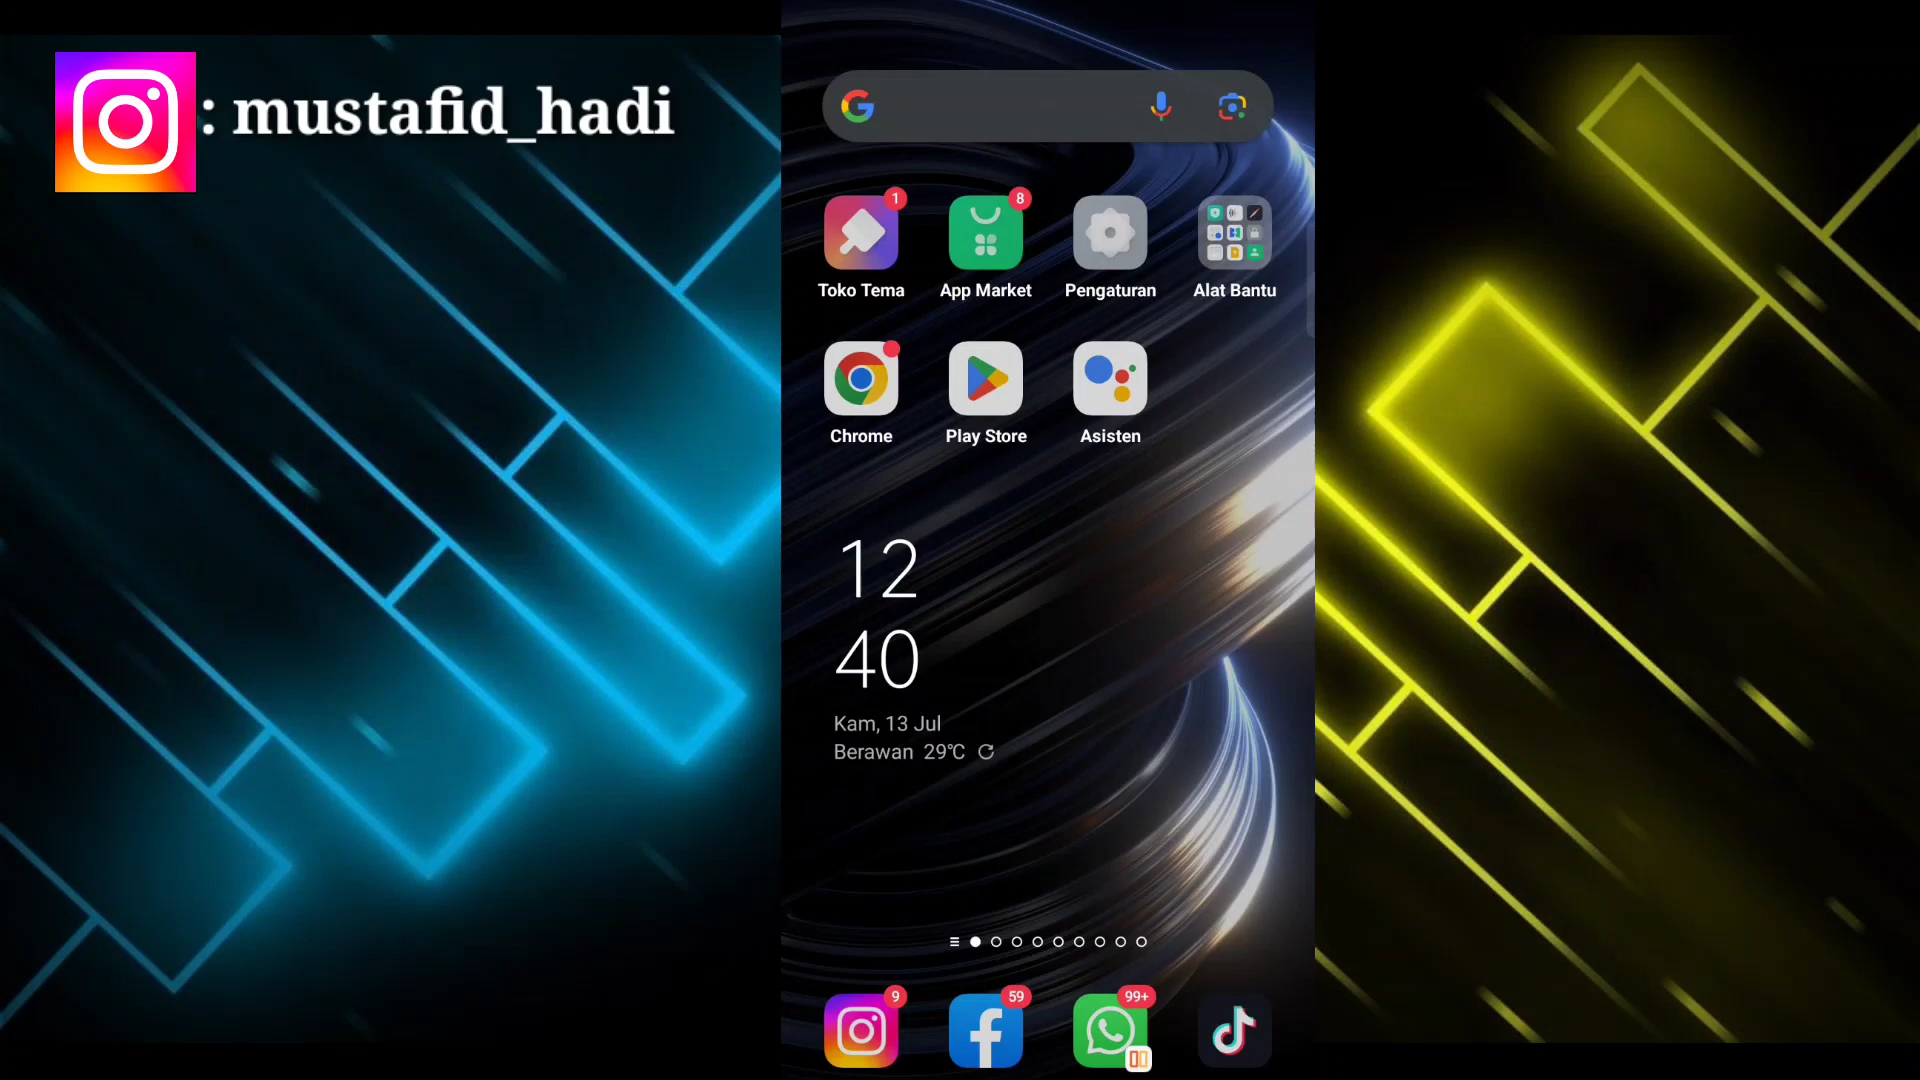 : mustafid_hadi
1
8
Toko Tema
App Market
Pengaturan
Alat Bantu
Chrome
Play Store
Asisten
12
40
Kam, 13 Jul
Berawan 29°C
9
59
99+